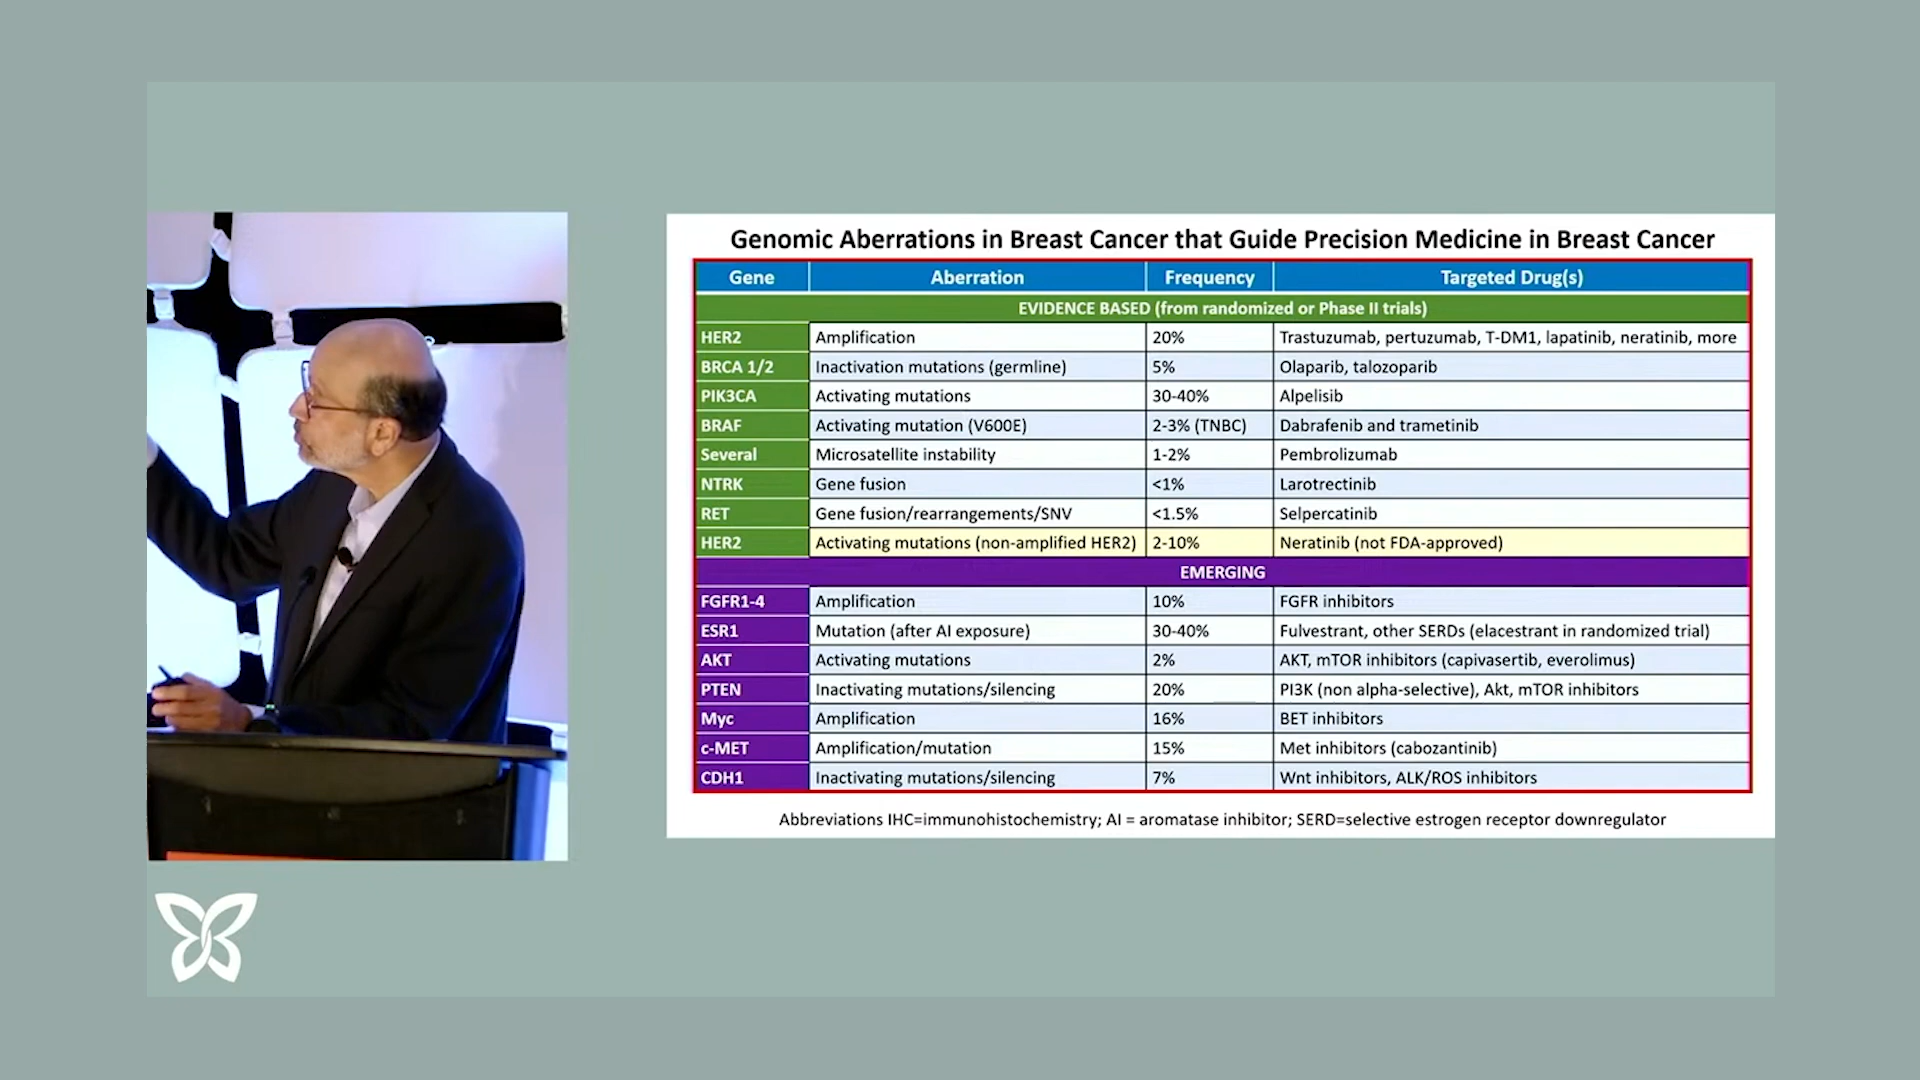 Genomic Aberrations in Breast Cancer that Guide Precision Medicine in Breast Cancer
Gene Aberration Frequency Targeted Drug(s)
EVIDENCE BASED (from randomized or Phase II trials)
HER2 Amplification 20% Trastuzumab, pertuzumab, T-DM1, lapatinib, neratinib, more
BRCA 1/2 Inactivation mutations (germline) 5% Olaparib, talozoparib
PIK3CA Activating mutations 30-40% Alpelisib
BRAF Activating mutation (V600E) 2-3% (TNBC) Dabrafenib and trametinib
Several Microsatellite instability 1-2% Pembrolizumab
NTRK Gene fusion <1% Larotrectinib
RET Gene fusion/rearrangements/SNV <1.5% Selpercatinib
HER2 Activating mutations (non-amplified HER2) 2-10% Neratinib (not FDA-approved)
EMERGING
FGFR1-4 Amplification 10% FGFR inhibitors
ESR1 Mutation (after AI exposure) 30-40% Fulvestrant, other SERDs (elacestrant in randomized trial)
AKT Activating mutations 2% AKT, mTOR inhibitors (capivasertib, everolimus)
PTEN Inactivating mutations/silencing 20% PI3K (non alpha-selective), Akt, mTOR inhibitors
Myc Amplification 16% BET inhibitors
c-MET Amplification/mutation 15% Met inhibitors (cabozantinib)
CDH1 Inactivating mutations/silencing 7% Wnt inhibitors, ALK/ROS inhibitors
Abbreviations IHC=immunohistochemistry; AI = aromatase inhibitor; SERD=selective estrogen receptor downregulator